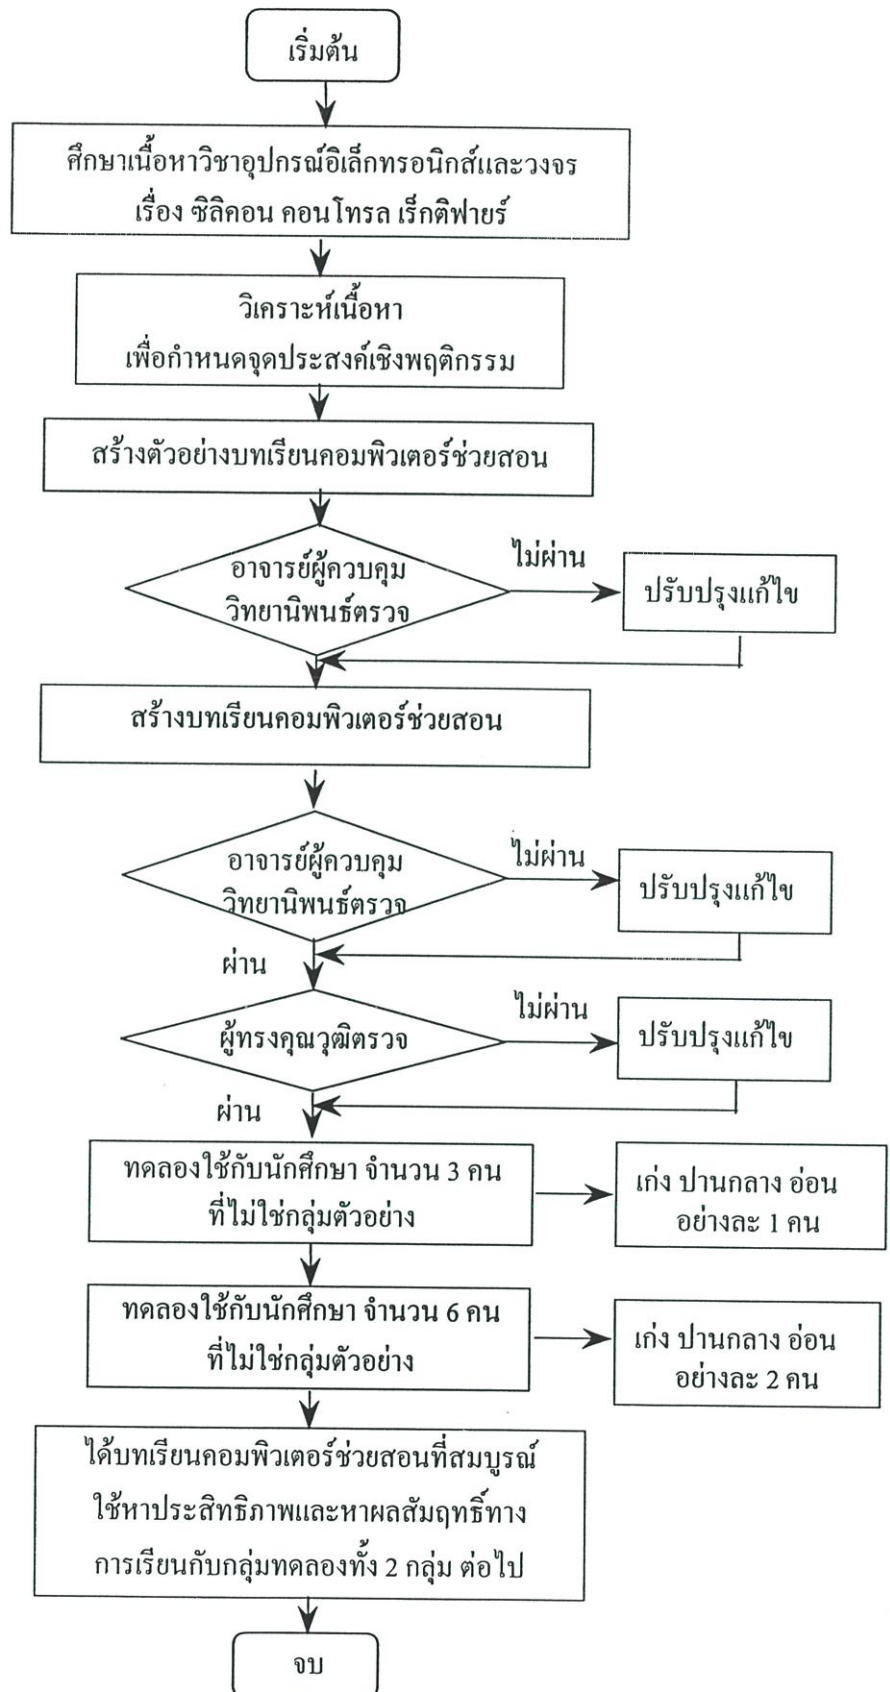 เริ่มต้น
ศึกษาเนื้อหาวิชาอุปกรณ์อิเล็กทรอนิกส์และวงจร
เรื่อง ซิลิคอน คอนโทรล เร็กติฟายร์
วิเคราะห์เนื้อหา
เพื่อกำหนดจุดประสงค์เชิงพฤติกรรม
สร้างตัวอย่างบทเรียนคอมพิวเตอร์ช่วยสอน
อาจารย์ผู้ควบคุม
วิทยานิพนธ์ตรวจ
ไม่ผ่าน
ปรับปรุงแก้ไข
สร้างบทเรียนคอมพิวเตอร์ช่วยสอน
อาจารย์ผู้ควบคุม
วิทยานิพนธ์ตรวจ
ไม่ผ่าน
ปรับปรุงแก้ไข
ผ่าน
ผู้ทรงคุณวุฒิตรวจ
ไม่ผ่าน
ปรับปรุงแก้ไข
ผ่าน
ทดลองใช้กับนักศึกษา จำนวน 3 คน
ที่ไม่ใช่กลุ่มตัวอย่าง
เก่ง ปานกลาง อ่อน
อย่างละ 1 คน
ทดลองใช้กับนักศึกษา จำนวน 6 คน
ที่ไม่ใช่กลุ่มตัวอย่าง
เก่ง ปานกลาง อ่อน
อย่างละ 2 คน
ได้บทเรียนคอมพิวเตอร์ช่วยสอนที่สมบูรณ์
ใช้หาประสิทธิภาพและหาผลสัมฤทธิ์ทาง
การเรียนกับกลุ่มทดลองทั้ง 2 กลุ่ม ต่อไป
จบ